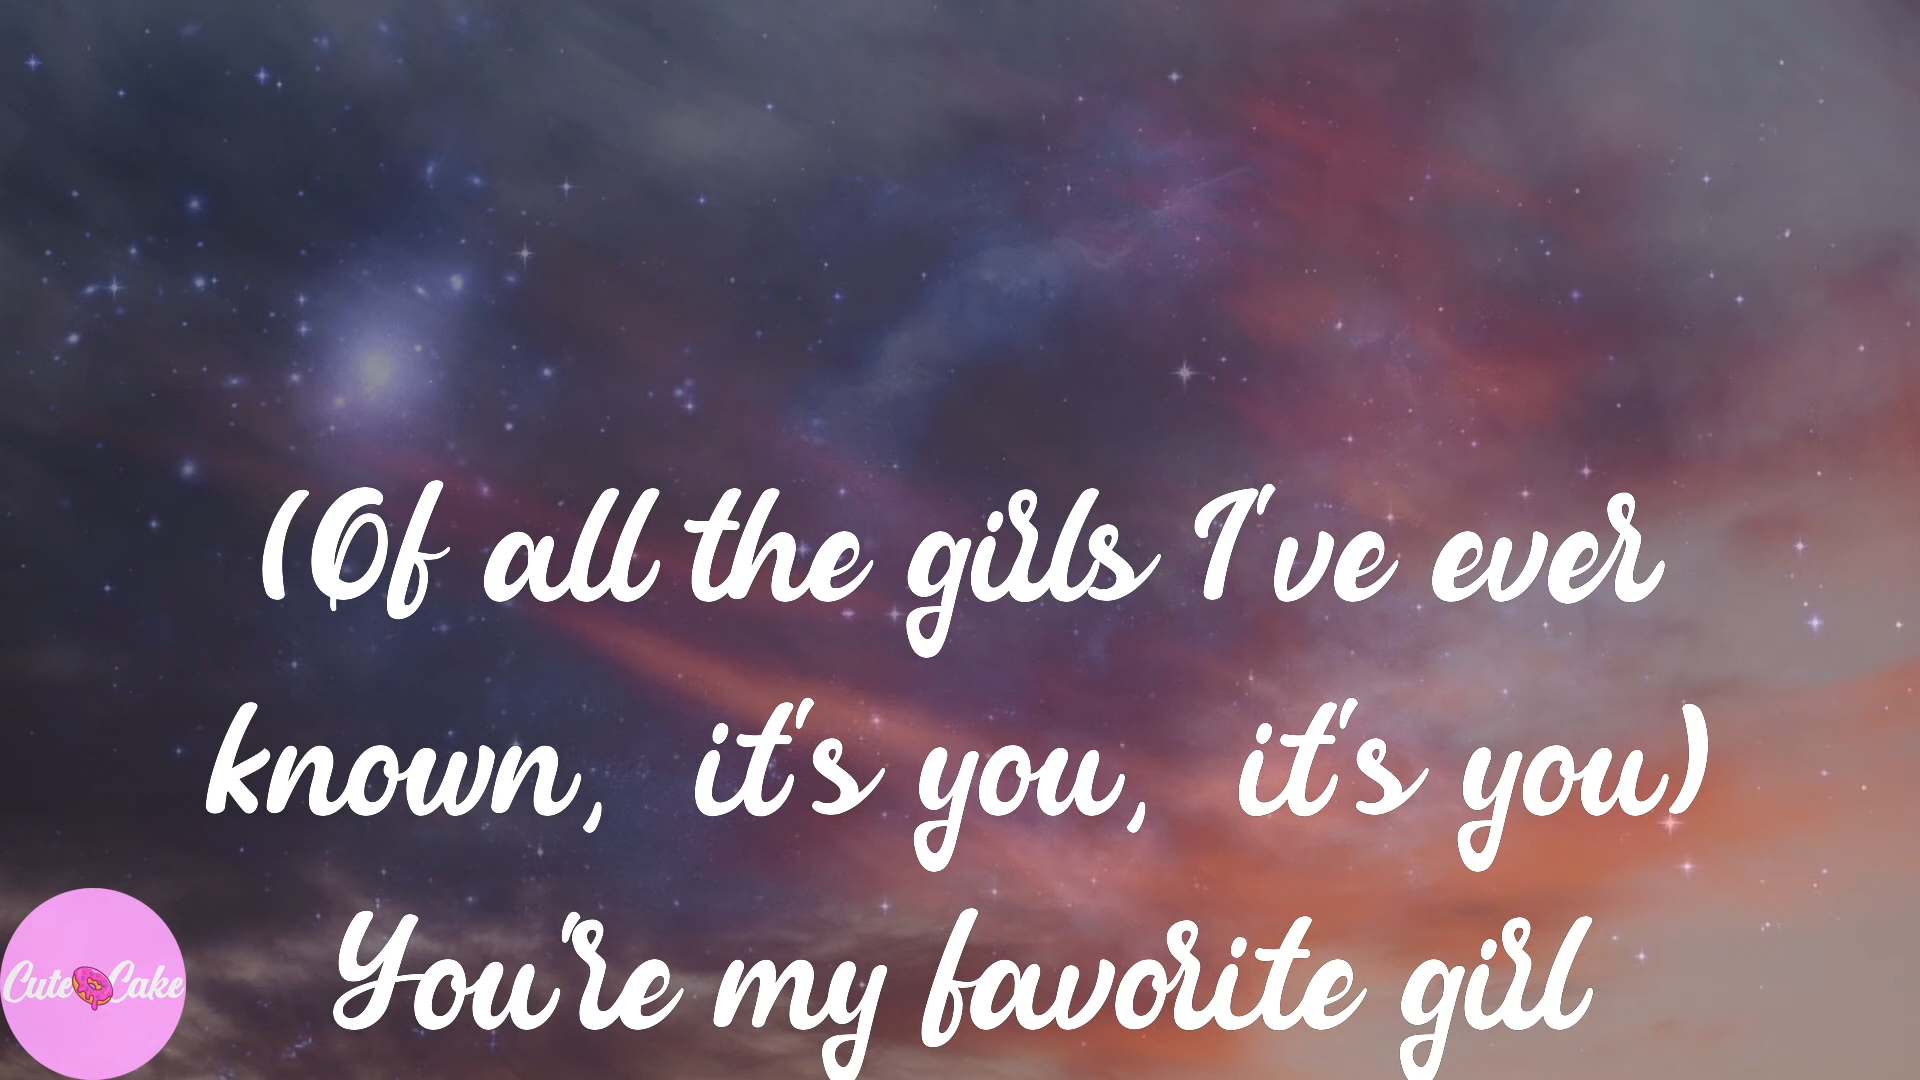 (Of all the girls I've ever
known, it's you, it's you)
You're my favorite girl
Cute Cake